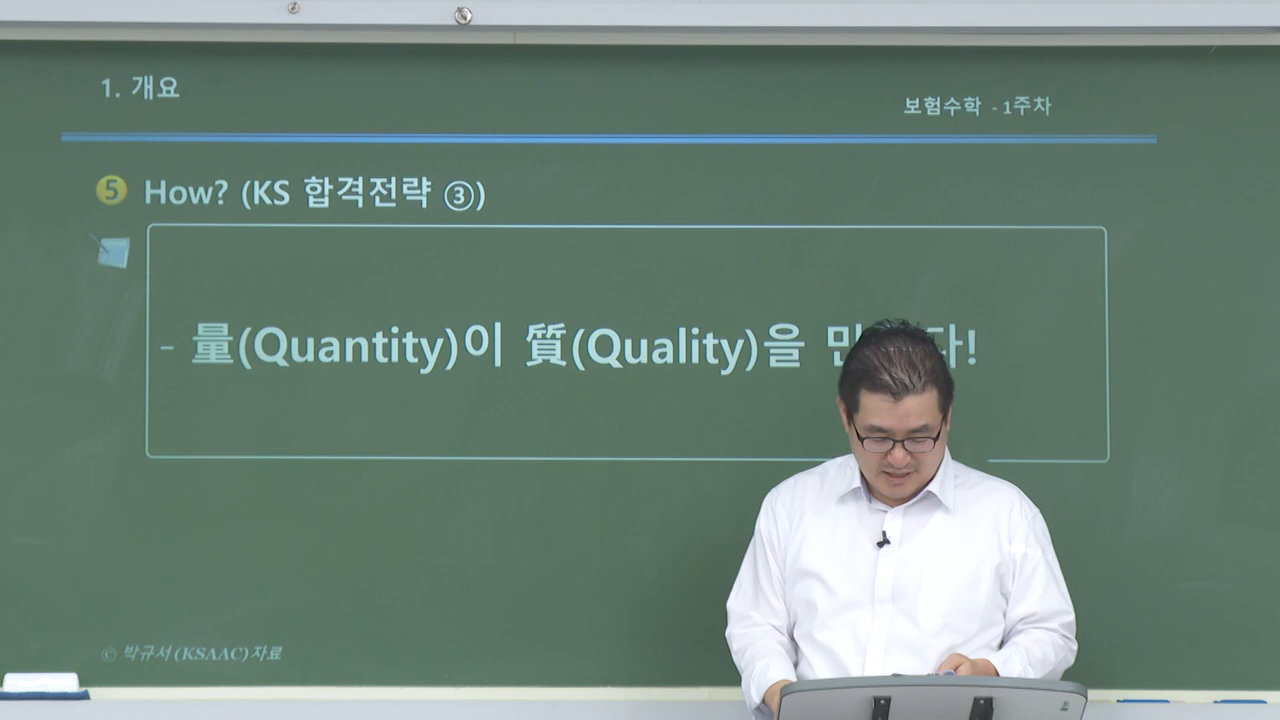 1. 개요
보험수학 - 1주차
5 How? (KS 합격전략 ③)
- 量(Quantity)이 質(Quality)을 다!
© 박규서(KSAAC)자료